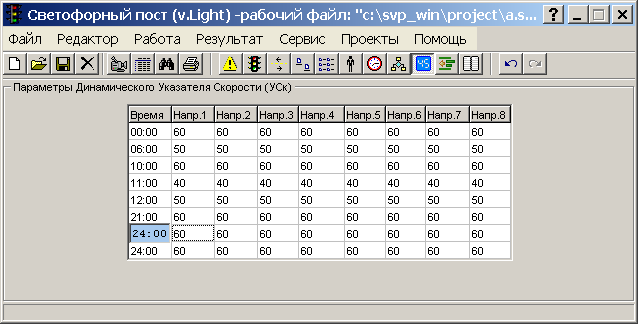 Светофорный пост (v.Light) -рабочий файл: "c:\svp_win\project\a.s...
Файл Редактор Работа Результат Сервис Проекты Помощь
45
Параметры Динамического Указателя Скорости (УСк)
Время Напр.1 Напр.2 Напр.3 Напр.4 Напр.5 Напр.6 Напр.7 Напр.8
00:00 60 60 60 60 60 60 60 60
06:00 50 50 50 50 50 50 50 50
10:00 60 60 60 60 60 60 60 60
11:00 40 40 40 40 40 40 40 40
12:00 50 50 50 50 50 50 50 50
21:00 60 60 60 60 60 60 60 60
24:00 60 60 60 60 60 60 60 60
24:00 60 60 60 60 60 60 60 60